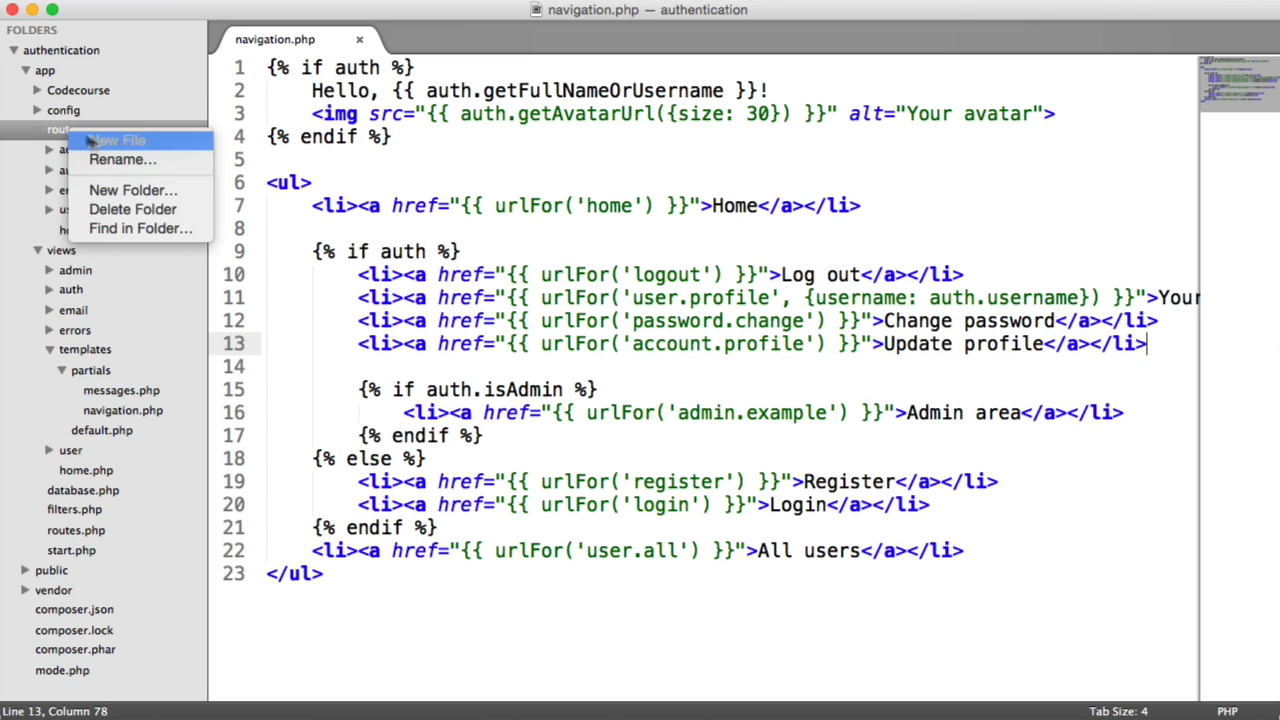 navigation.php — authentication
FOLDERS
authentication
app
Codecourse
config
New File
Rename...
New Folder...
Delete Folder
Find in Folder...
views
admin
auth
email
errors
templates
partials
messages.php
navigation.php
default.php
user
home.php
database.php
filters.php
routes.php
start.php
public
vendor
composer.json
composer.lock
composer.phar
mode.php
navigation.php ×
1 {% if auth %}
2 Hello, {{ auth.getFullNameOrUsername }}!
3 <img src="{{ auth.getAvatarUrl({size: 30}) }}" alt="Your avatar">
4 {% endif %}
5
6 <ul>
7 <li><a href="{{ urlFor('home') }}">Home</a></li>
8
9 {% if auth %}
10 <li><a href="{{ urlFor('logout') }}">Log out</a></li>
11 <li><a href="{{ urlFor('user.profile', {username: auth.username}) }}">Your
12 <li><a href="{{ urlFor('password.change') }}">Change password</a></li>
13 <li><a href="{{ urlFor('account.profile') }}">Update profile</a></li>
14
15 {% if auth.isAdmin %}
16 <li><a href="{{ urlFor('admin.example') }}">Admin area</a></li>
17 {% endif %}
18 {% else %}
19 <li><a href="{{ urlFor('register') }}">Register</a></li>
20 <li><a href="{{ urlFor('login') }}">Login</a></li>
21 {% endif %}
22 <li><a href="{{ urlFor('user.all') }}">All users</a></li>
23 </ul>
Line 13, Column 78
Tab Size: 4
PHP